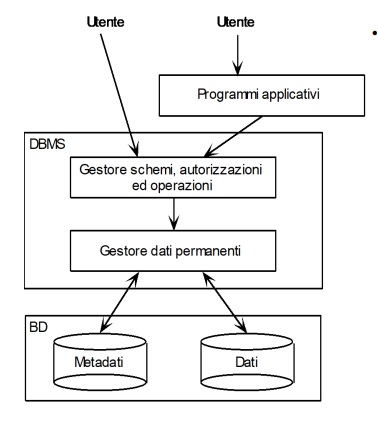 Utente
Utente
•
Programmi applicativi
DBMS
Gestore schemi, autorizzazioni
ed operazioni
Gestore dati permanenti
BD
Metadati
Dati